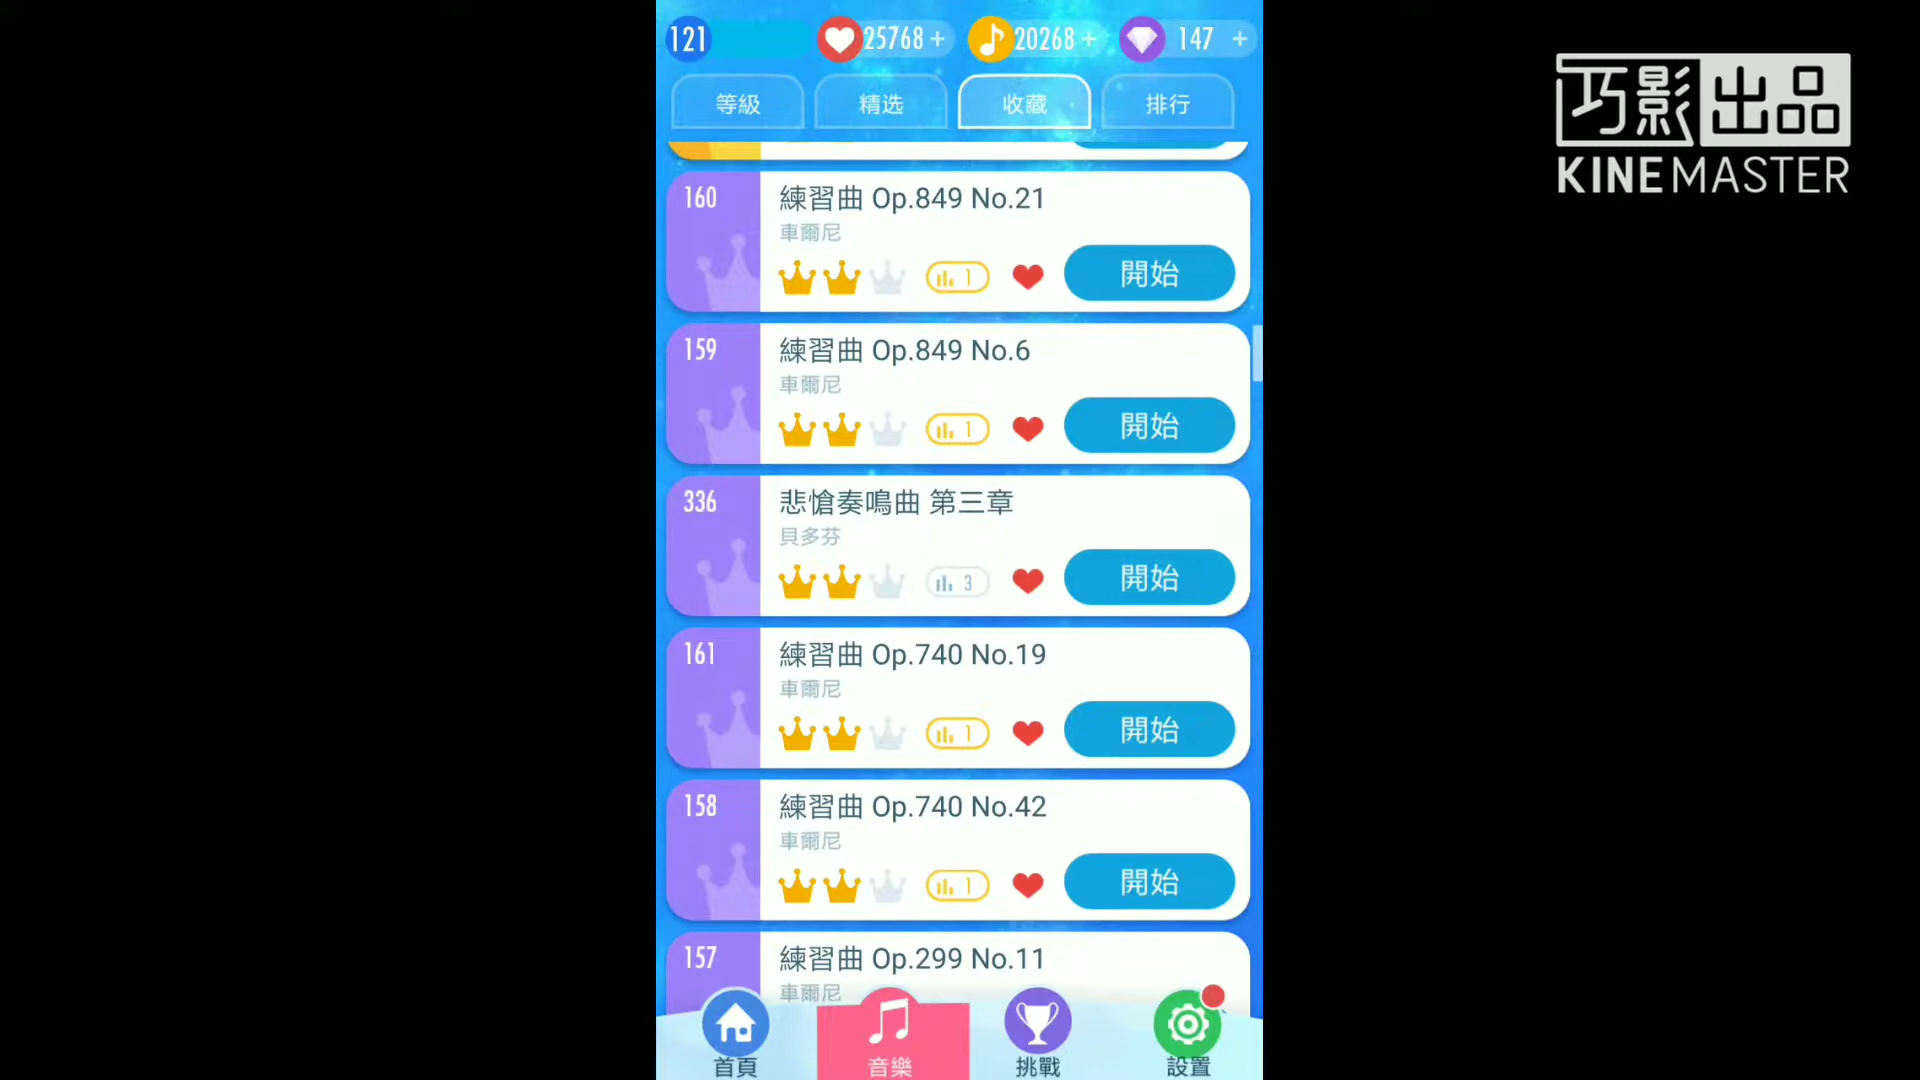 121 25768 + 20268 + 147 +
等級 精选 收藏 排行
巧影出品
KINEMASTER
160 練習曲 Op.849 No.21
車爾尼
1 開始
159 練習曲 Op.849 No.6
車爾尼
1 開始
336 悲愴奏鳴曲 第三章
貝多芬
3 開始
161 練習曲 Op.740 No.19
車爾尼
1 開始
158 練習曲 Op.740 No.42
車爾尼
1 開始
157 練習曲 Op.299 No.11
車爾尼
首頁 音樂 挑戰 設置